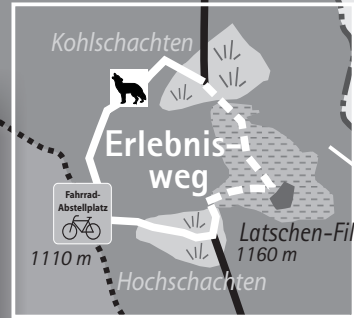 Kohlschachten
Erlebnis-
weg
Fahrrad-
Abstellplatz
Latschen-Fil
1110 m
1160 m
Hochschachten